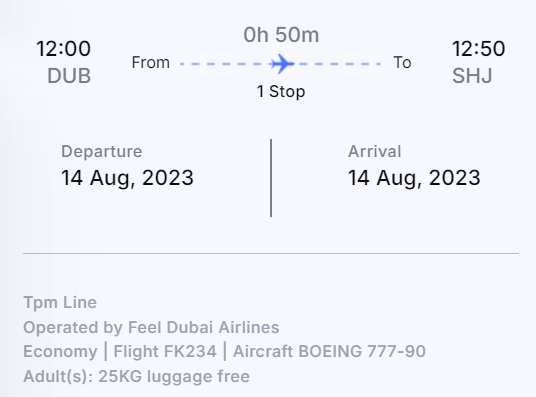 0h 50m
12:00
DUB
From
To
12:50
SHJ
1 Stop
Departure
14 Aug, 2023
Arrival
14 Aug, 2023
Tpm Line
Operated by Feel Dubai Airlines
Economy | Flight FK234 | Aircraft BOEING 777-90
Adult(s): 25KG luggage free